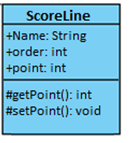 ScoreLine
+Name: String
+order: int
+point: int
#getPoint(): int
#setPoint(): void